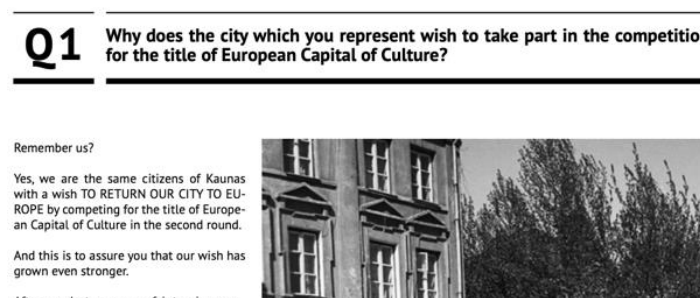 Q1
Why does the city which you represent wish to take part in the
for the title of European Capital of Culture?
Remember us?
Yes, we are the same citizens of Kaunas
with a wish TO RETURN OUR CITY TO EU-
ROPE by competing for the title of Europe-
an Capital of Culture in the second round.
And this is to assure you that our wish has
grown even stronger.